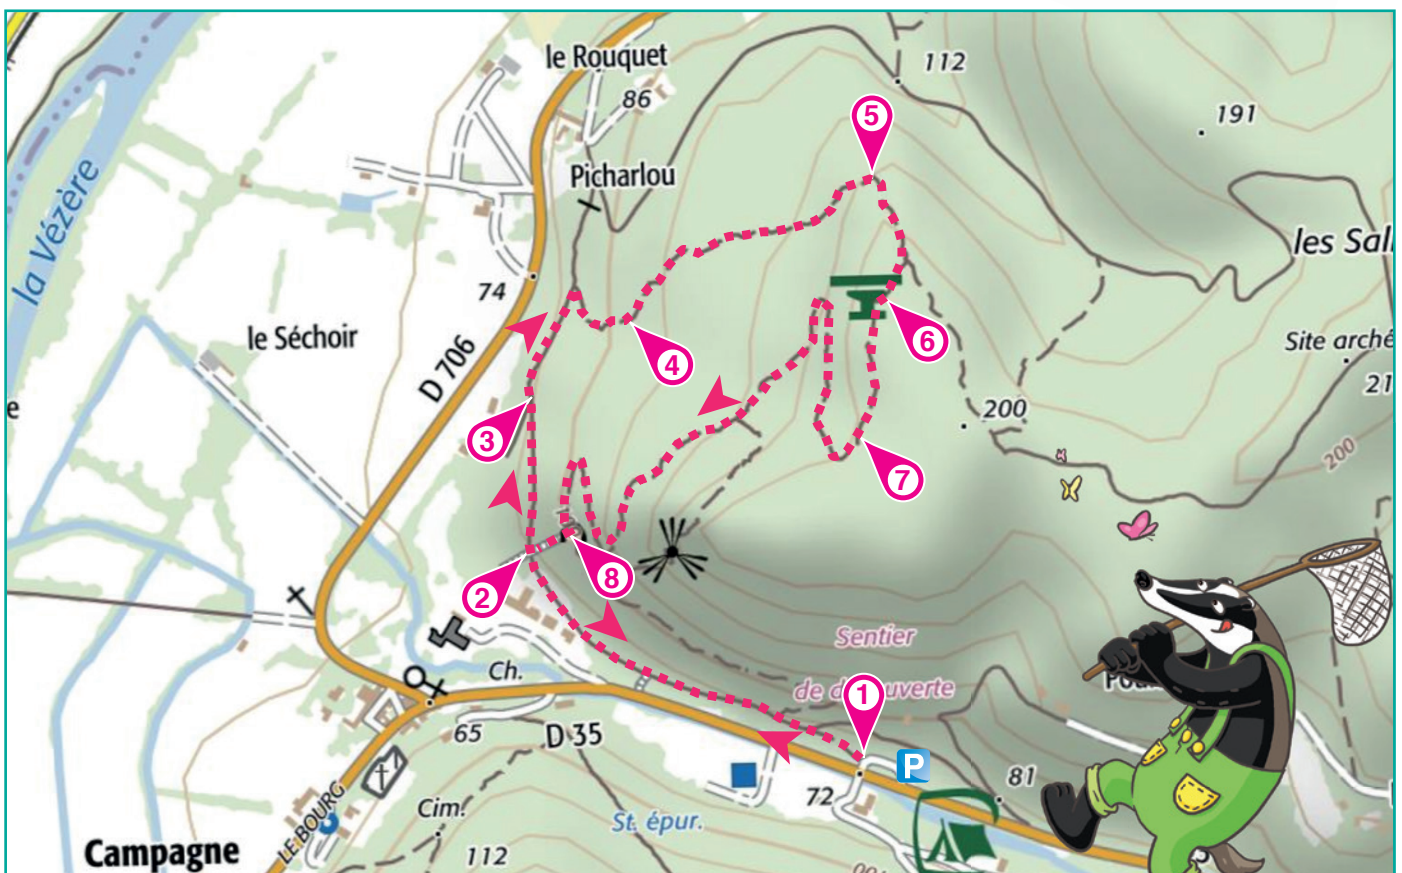 le Rouquet
112
86
5
191
Picharlou
la Vézère
les Sal
74
6
le Séchoir
Site arché
4
D 706
21
e
200
3
200
7
8
2
Sentier
Ch.
de d uverte
1
65
D 35
P
81
72
LE BOURG
Cim.
St. épur.
Campagne
112